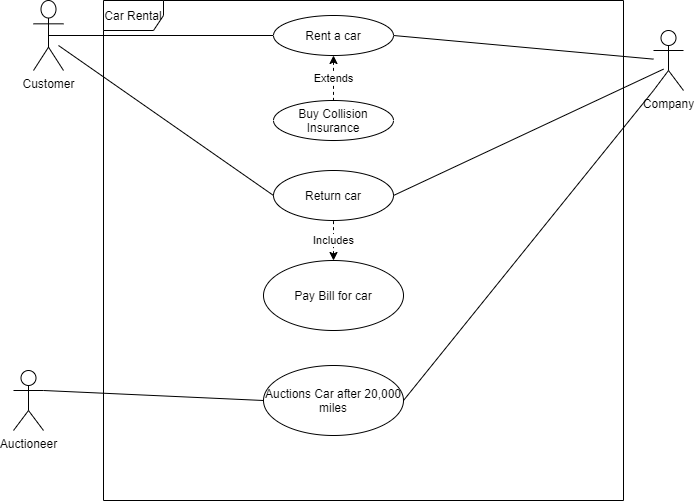 Car Rental
Rent a car
Customer
Extends
Company
Buy Collision
Insurance
Return car
Includes
Pay Bill for car
Auctions Car after 20,000
miles
Auctioneer